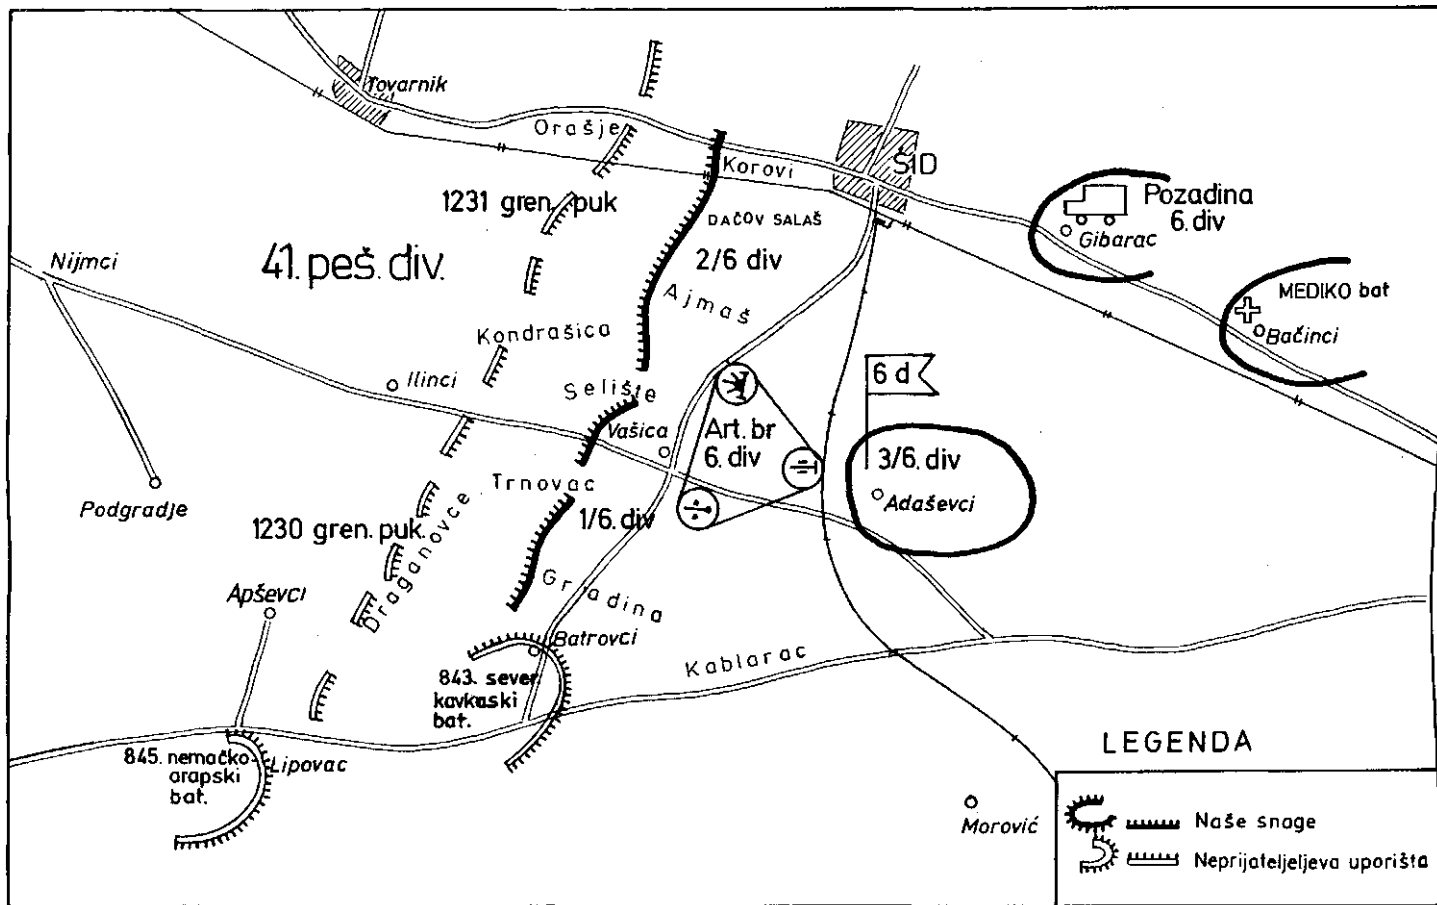 Tovarnik
Orašje
Korovi
ŠID
1231 gren. puk
DAČOV SALAŠ
Pozadina
6. div
Gibarac
41. peš. div.
2/6 div
Nijmci
Ajmaš
MEDIKO bat
Bačinci
Kondrašica
Ilinci
Selište
6 d
Vašica
Art. br
6. div
3/6. div
Adaševci
Podgradje
Trnovac
1230 gren. puk.
1/6. div
Draganovce
Apševci
Gradina
Batrovci
Kablarac
843. sever
kavkaski
bat.
845. nemačko-
arapski
bat.
Lipovac
Morović
LEGENDA
Naše snage
Neprijateljeljeva uporišta